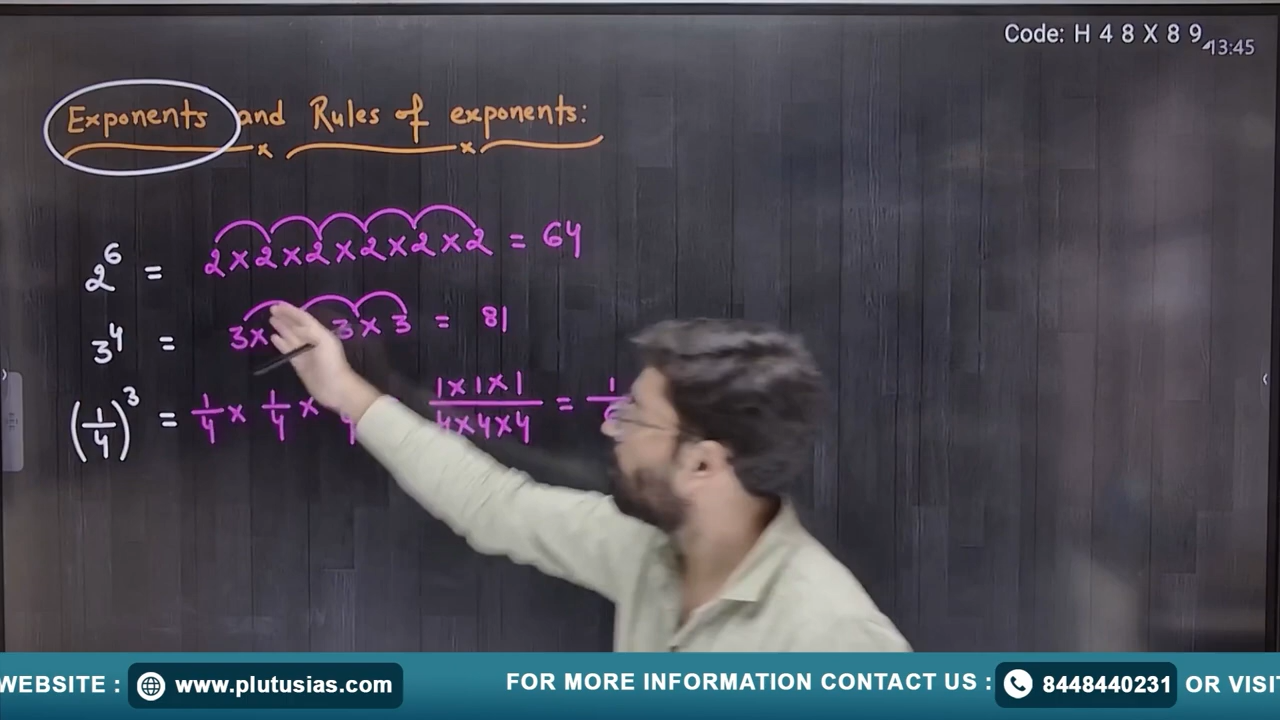 Code: H 4 8 X 8 9
13:45
Exponents and Rules of exponents:
2^6 = 2×2×2×2×2×2 = 64
3^4 = 3× 3×3 = 81
(1/4)^3 = 1/4 × 1/4 × 1×1×1/4×4×4 = 1/
WEBSITE : www.plutusias.com FOR MORE INFORMATION CONTACT US : 8448440231 OR VISIT